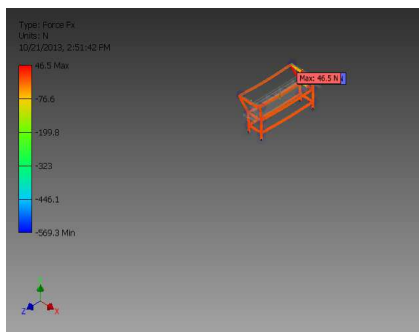 Type: Force Fx
Units: N
10/21/2013, 2:51:42 PM
46.5 Max
-76.6
-199.8
-323
-446.1
-569.3 Min
Max: 46.5 N
Z
X